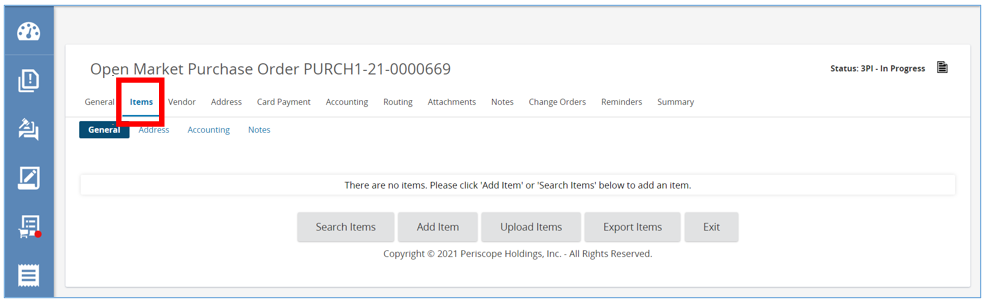 Open Market Purchase Order PURCH1-21-0000669
Status: 3PI - In Progress
General Items Vendor Address Card Payment Accounting Routing Attachments Notes Change Orders Reminders Summary
General Address Accounting Notes
There are no items. Please click 'Add Item' or 'Search Items' below to add an item.
Search Items Add Item Upload Items Export Items Exit
Copyright © 2021 Periscope Holdings, Inc. - All Rights Reserved.